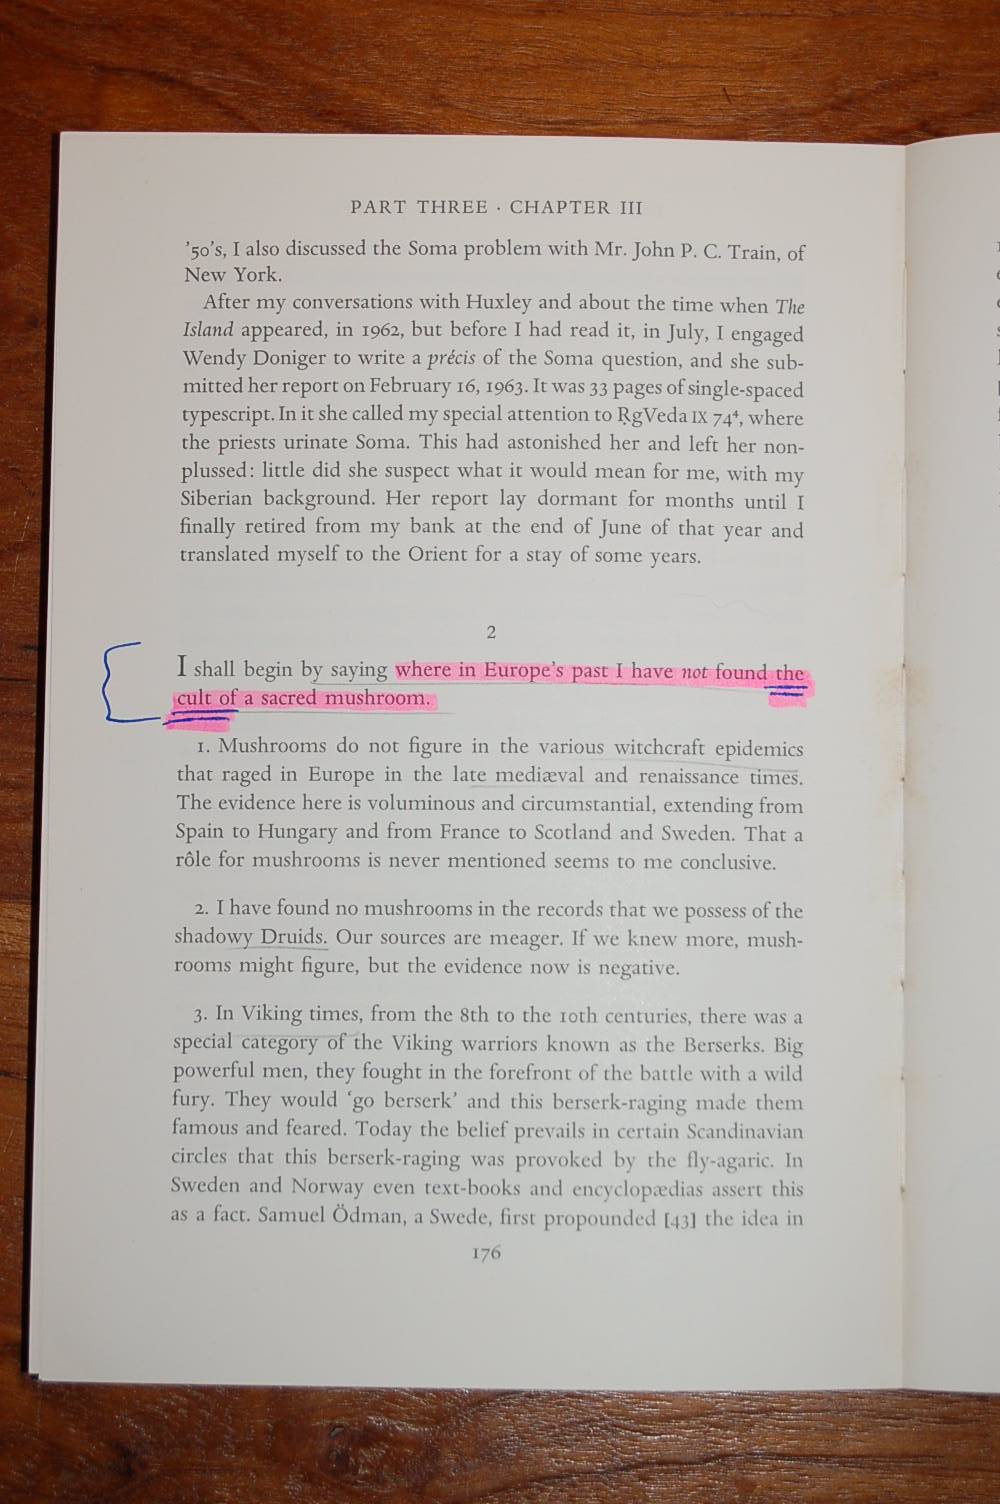 PART THREE · CHAPTER III
'50's, I also discussed the Soma problem with Mr. John P. C. Train, of
New York.
After my conversations with Huxley and about the time when The
Island appeared, in 1962, but before I had read it, in July, I engaged
Wendy Doniger to write a précis of the Soma question, and she sub-
mitted her report on February 16, 1963. It was 33 pages of single-spaced
typescript. In it she called my special attention to ṚgVeda IX 74⁴, where
the priests urinate Soma. This had astonished her and left her non-
plussed: little did she suspect what it would mean for me, with my
Siberian background. Her report lay dormant for months until I
finally retired from my bank at the end of June of that year and
translated myself to the Orient for a stay of some years.
2
I shall begin by saying where in Europe's past I have not found the
cult of a sacred mushroom.
1. Mushrooms do not figure in the various witchcraft epidemics
that raged in Europe in the late mediæval and renaissance times.
The evidence here is voluminous and circumstantial, extending from
Spain to Hungary and from France to Scotland and Sweden. That a
rôle for mushrooms is never mentioned seems to me conclusive.
2. I have found no mushrooms in the records that we possess of the
shadowy Druids. Our sources are meager. If we knew more, mush-
rooms might figure, but the evidence now is negative.
3. In Viking times, from the 8th to the 10th centuries, there was a
special category of the Viking warriors known as the Berserks. Big
powerful men, they fought in the forefront of the battle with a wild
fury. They would 'go berserk' and this berserk-raging made them
famous and feared. Today the belief prevails in certain Scandinavian
circles that this berserk-raging was provoked by the fly-agaric. In
Sweden and Norway even text-books and encyclopædias assert this
as a fact. Samuel Ödman, a Swede, first propounded [43] the idea in
176